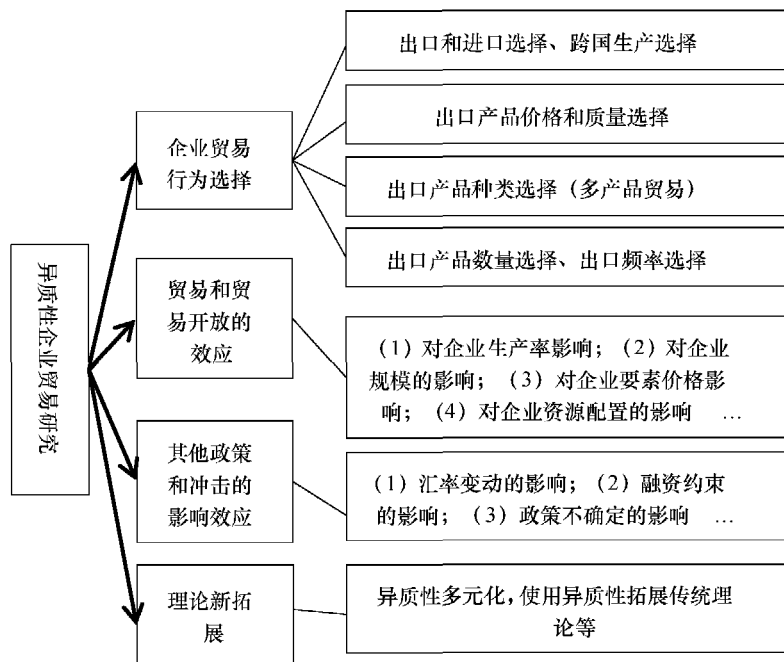 异质性企业贸易研究
企业贸易
行为选择
出口和进口选择、跨国生产选择
出口产品价格和质量选择
出口产品种类选择（多产品贸易）
出口产品数量选择、出口频率选择
贸易和贸
易开放的
效应
（1）对企业生产率影响；（2）对企业
规模的影响；（3）对企业要素价格影
响；（4）对企业资源配置的影响 …
其他政策
和冲击的
影响效应
（1）汇率变动的影响；（2）融资约束
的影响；（3）政策不确定的影响 …
理论新拓
展
异质性多元化，使用异质性拓展传统理
论等